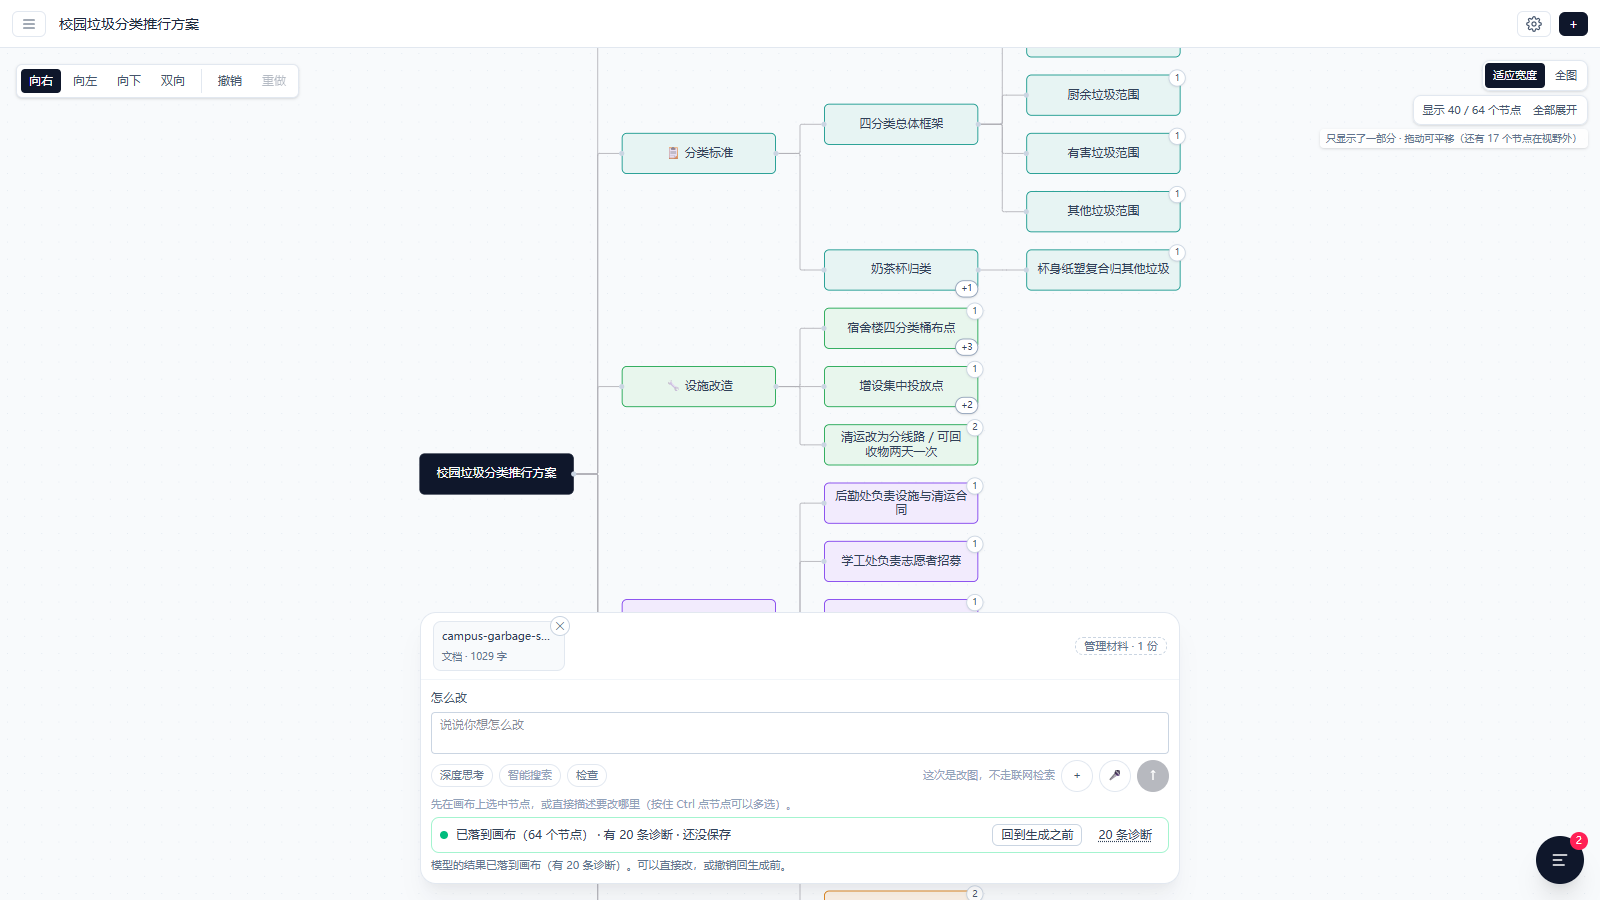 校园垃圾分类推行方案
+
向右
向左
向下
双向
撤销
重做
适应宽度
全图
显示 40 / 64 个节点
全部展开
只显示了一部分 · 拖动可平移（还有 17 个节点在视野外）
厨余垃圾范围
1
四分类总体框架
📋 分类标准
有害垃圾范围
1
其他垃圾范围
1
奶茶杯归类
+1
杯身纸塑复合归其他垃圾
1
宿舍楼四分类桶布点
1
+3
🔧 设施改造
增设集中投放点
1
+2
清运改为分线路 / 可回
收物两天一次
2
校园垃圾分类推行方案
后勤处负责设施与清运合
同
1
学工处负责志愿者招募
1
1
campus-garbage-s...
文档 · 1029 字
管理材料 · 1 份
怎么改
说说你想怎么改
深度思考
智能搜索
检查
这次是改图，不走联网检索
+
↑
先在画布上选中节点，或直接描述要改哪里（按住 Ctrl 点节点可以多选）。
已落到画布（64 个节点）· 有 20 条诊断 · 还没保存
回到生成之前
20 条诊断
模型的结果已落到画布（有 20 条诊断）。可以直接改，或撤销回生成前。
2
2